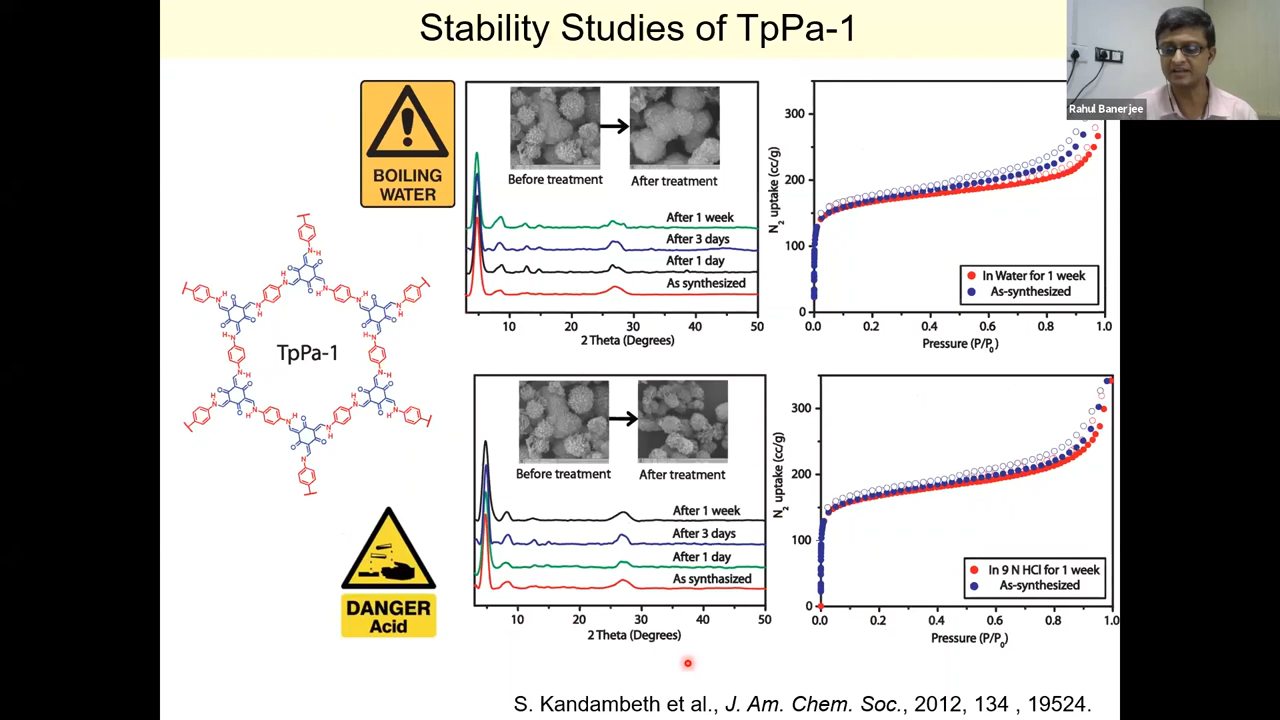 Stability Studies of TpPa-1
Rahul Banerjee
BOILING
WATER
Before treatment
After treatment
After 1 week
After 3 days
After 1 day
As synthesized
10
20
30
40
50
2 Theta (Degrees)
N2 uptake (cc/g)
300
200
100
0
In Water for 1 week
As-synthesized
0.0
0.2
0.4
0.6
0.8
1.0
Pressure (P/P0)
TpPa-1
DANGER
Acid
Before treatment
After treatment
After 1 week
After 3 days
After 1 day
As synthasized
10
20
30
40
50
2 Theta (Degrees)
N2 uptake (cc/g)
300
200
100
0
In 9 N HCl for 1 week
As-synthesized
0.0
0.2
0.4
0.6
0.8
1.0
Pressure (P/P0)
S. Kandambeth et al., J. Am. Chem. Soc., 2012, 134 , 19524.